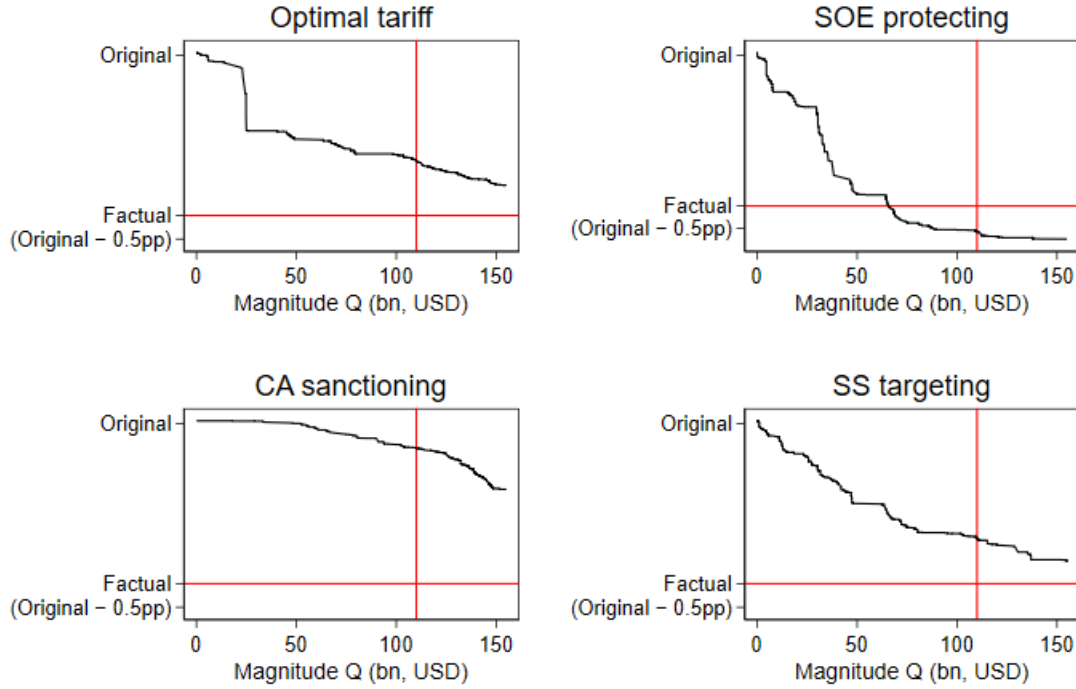 Optimal tariff
Original
Factual
(Original − 0.5pp)
0 50 100 150
Magnitude Q (bn, USD)
SOE protecting
Original
Factual
(Original − 0.5pp)
0 50 100 150
Magnitude Q (bn, USD)
CA sanctioning
Original
Factual
(Original − 0.5pp)
0 50 100 150
Magnitude Q (bn, USD)
SS targeting
Original
Factual
(Original − 0.5pp)
0 50 100 150
Magnitude Q (bn, USD)